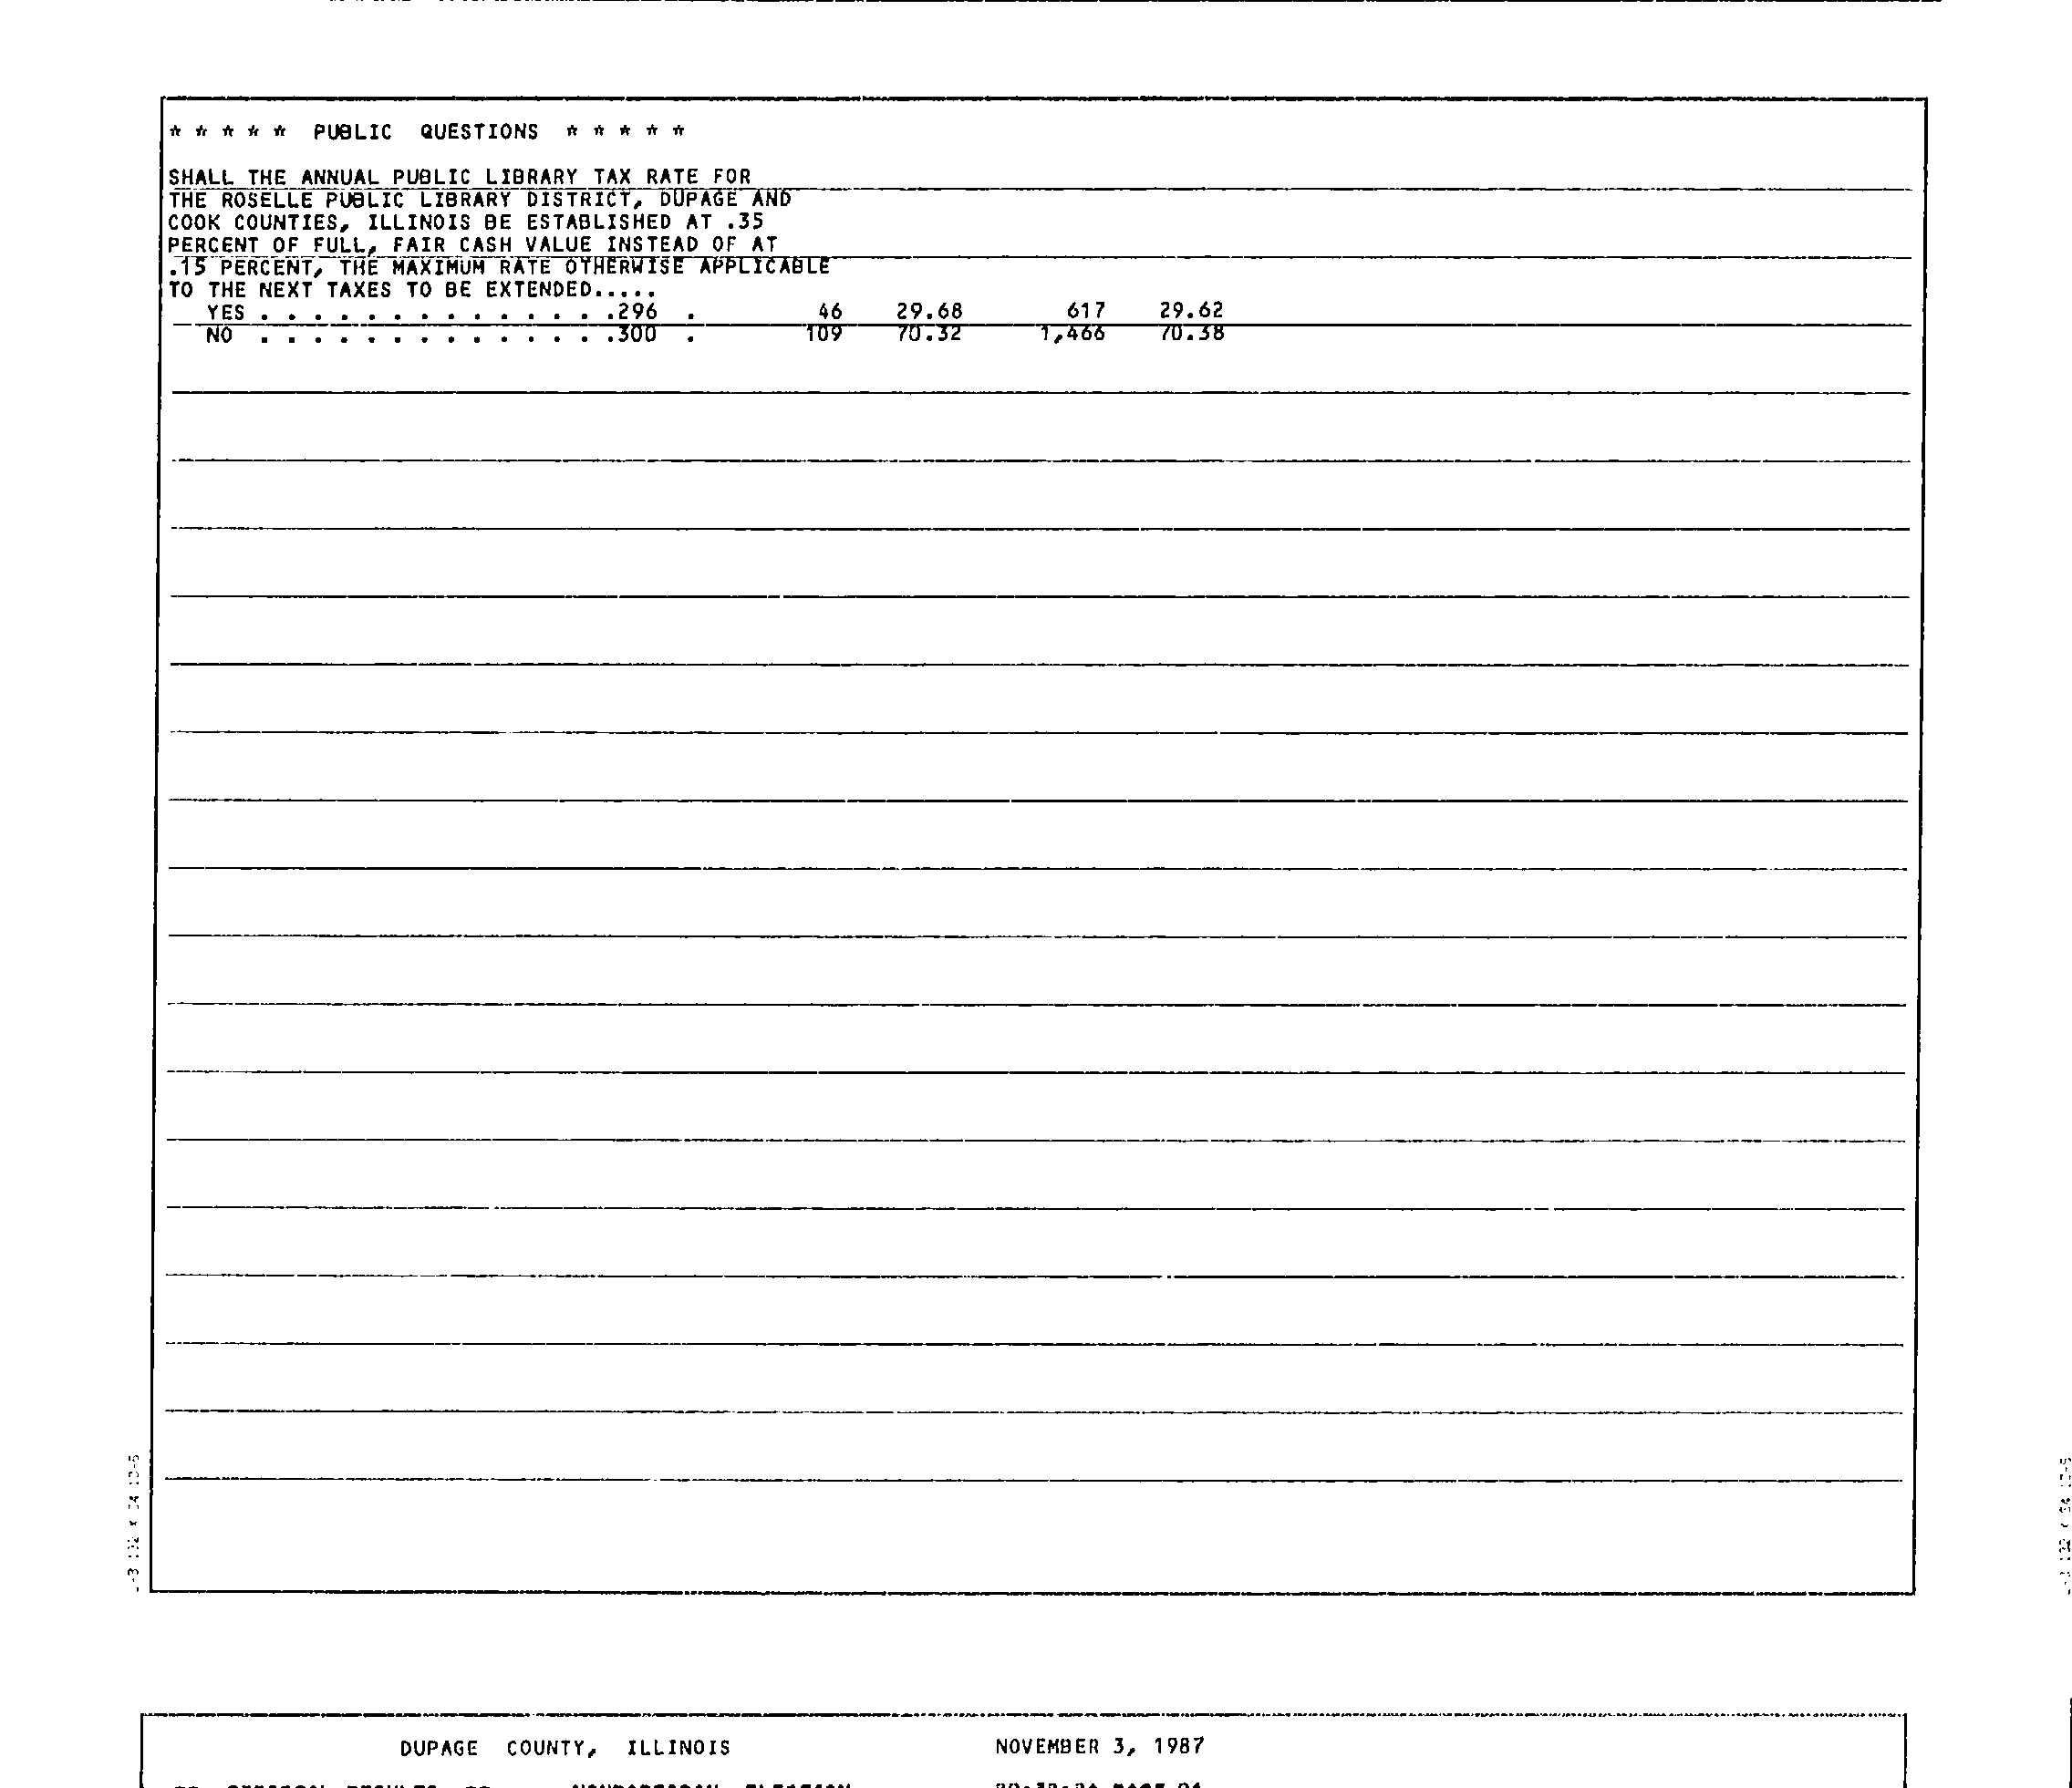 * * * * * PUBLIC QUESTIONS * * * * *
SHALL THE ANNUAL PUBLIC LIBRARY TAX RATE FOR
THE ROSELLE PUBLIC LIBRARY DISTRICT, DUPAGE AND
COOK COUNTIES, ILLINOIS BE ESTABLISHED AT .35
PERCENT OF FULL, FAIR CASH VALUE INSTEAD OF AT
.15 PERCENT, THE MAXIMUM RATE OTHERWISE APPLICABLE
TO THE NEXT TAXES TO BE EXTENDED.....
YES . . . . . . . . . . . . . .296 . 46 29.68 617 29.62
NO . . . . . . . . . . . . . .300 . 109 70.32 1,466 70.38
DUPAGE COUNTY, ILLINOIS NOVEMBER 3, 1987